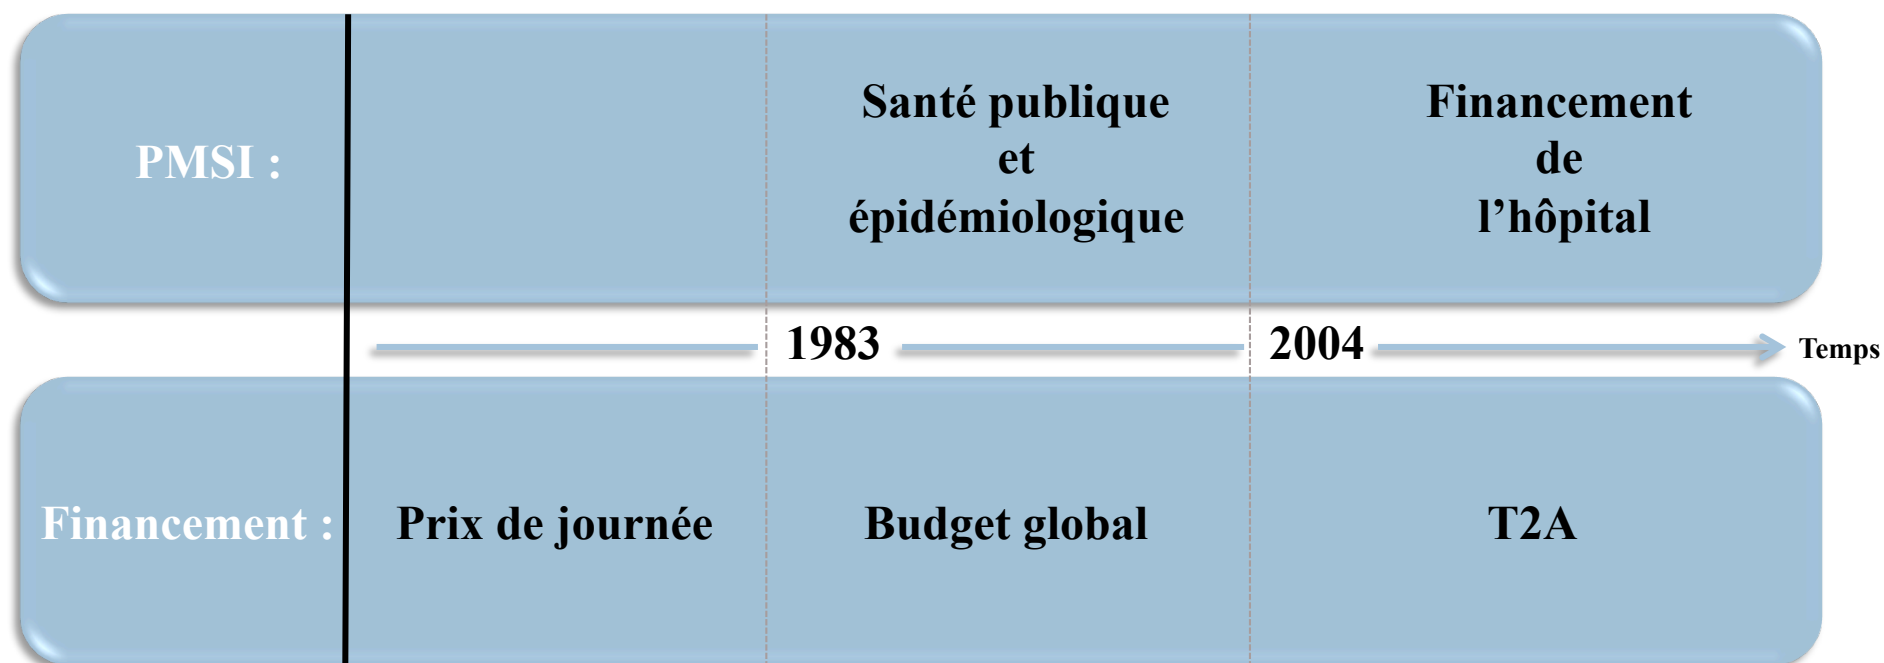 PMSI :
Santé publique
et
épidémiologique
Financement
de
l’hôpital
1983
2004
Temps
Financement :
Prix de journée
Budget global
T2A